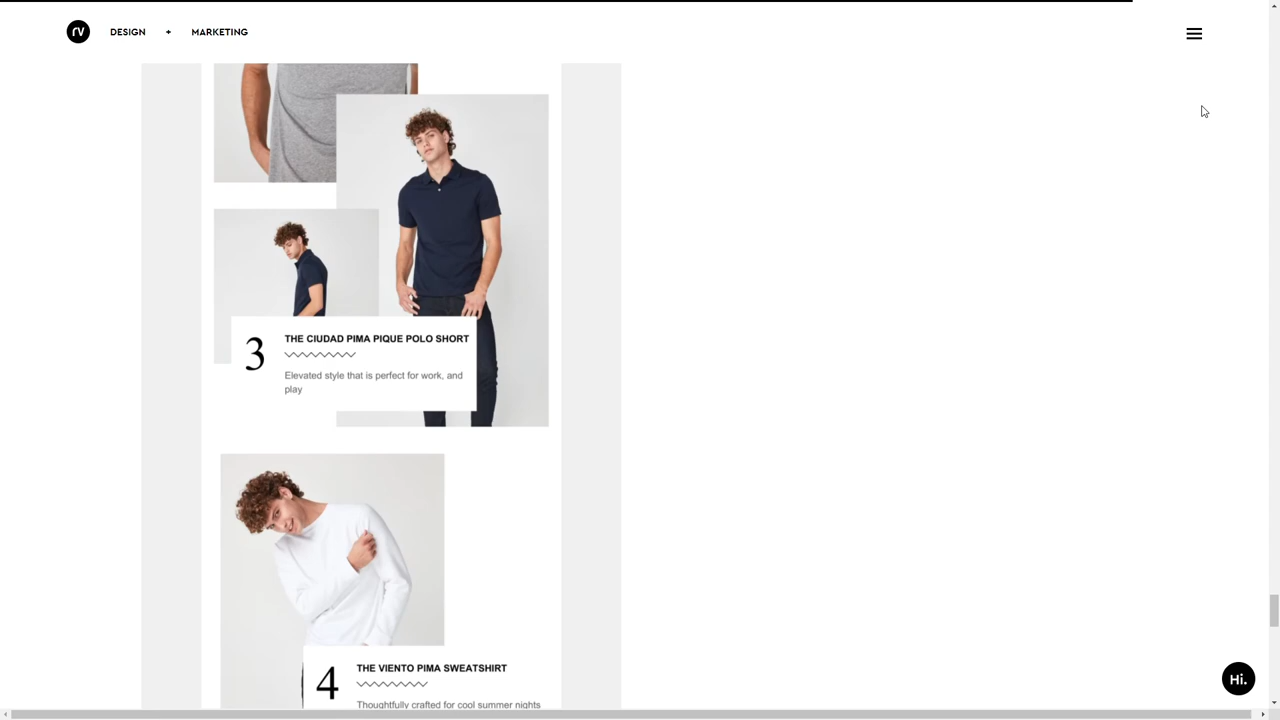 rv DESIGN + MARKETING
3 THE CIUDAD PIMA PIQUE POLO SHORT
Elevated style that is perfect for work, and
play
4 THE VIENTO PIMA SWEATSHIRT
Thoughtfully crafted for cool summer nights
Hi.